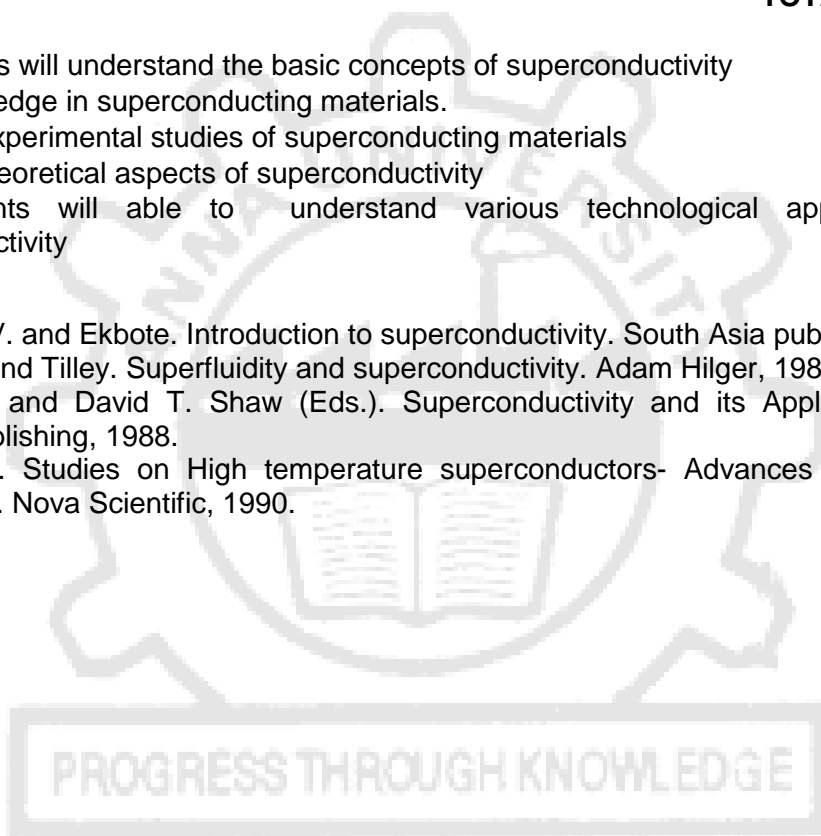 s will understand the basic concepts of superconductivity
edge in superconducting materials.
xperimental studies of superconducting materials
eoretical aspects of superconductivity
nts will able to understand various technological app
ctivity
V. and Ekbote. Introduction to superconductivity. South Asia pub
nd Tilley. Superfluidity and superconductivity. Adam Hilger, 198
and David T. Shaw (Eds.). Superconductivity and its Appl
blishing, 1988.
. Studies on High temperature superconductors- Advances
. Nova Scientific, 1990.
NNA UNIVERSIT
PROGRESS THROUGH KNOWLEDGE